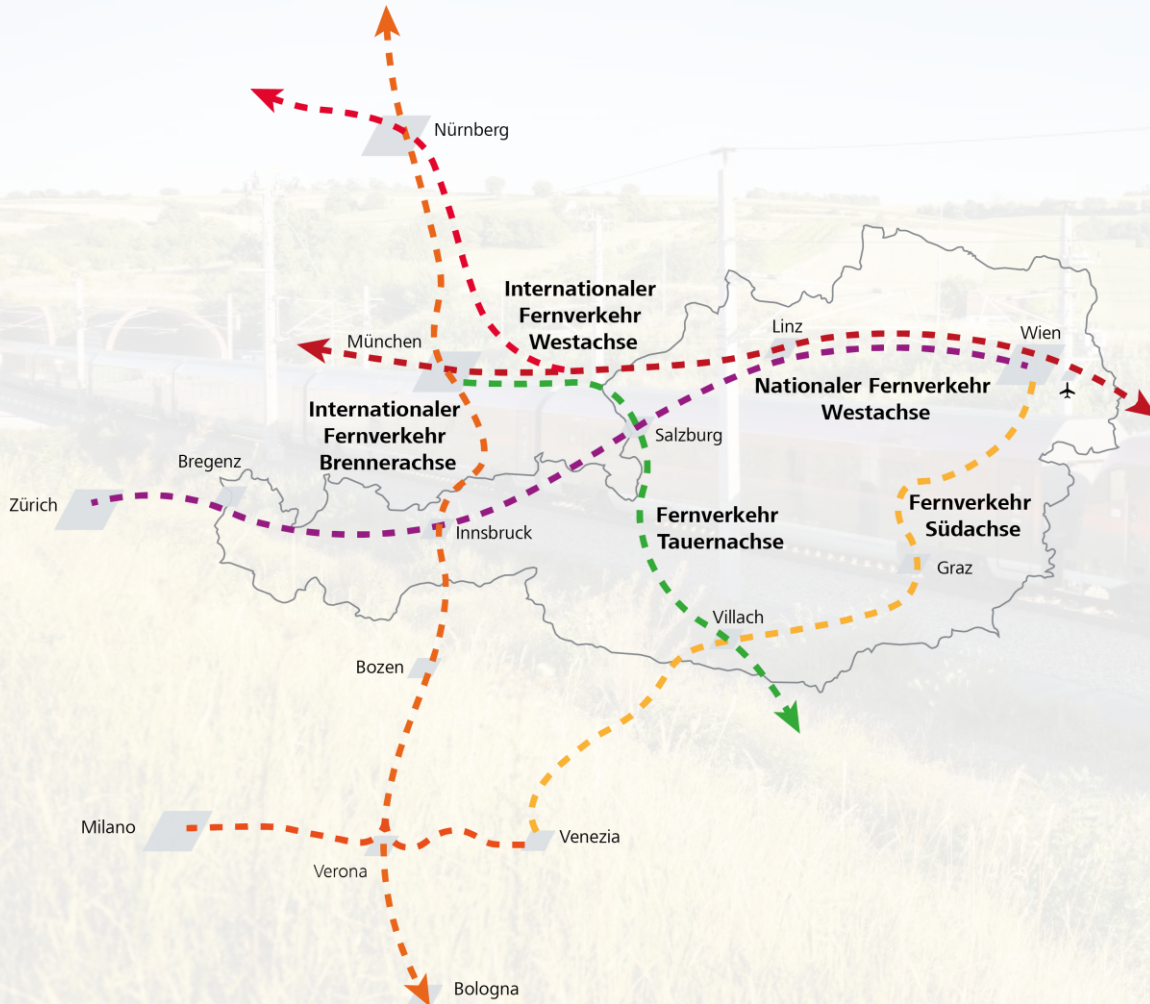 Nürnberg
Internationaler
Fernverkehr
Westachse
Linz
Wien
München
Nationaler Fernverkehr
Westachse
Internationaler
Fernverkehr
Brennerachse
Salzburg
Bregenz
Zürich
Innsbruck
Fernverkehr
Tauernachse
Fernverkehr
Südachse
Graz
Villach
Bozen
Milano
Venezia
Verona
Bologna